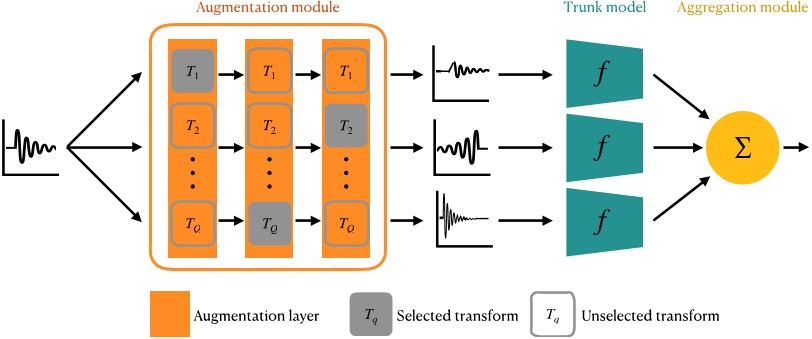 Augmentation module Trunk model Aggregation module
T1 T1 T1 f
T2 T2 T2 f Σ
TQ TQ TQ f
Augmentation layer Tq Selected transform Tq Unselected transform